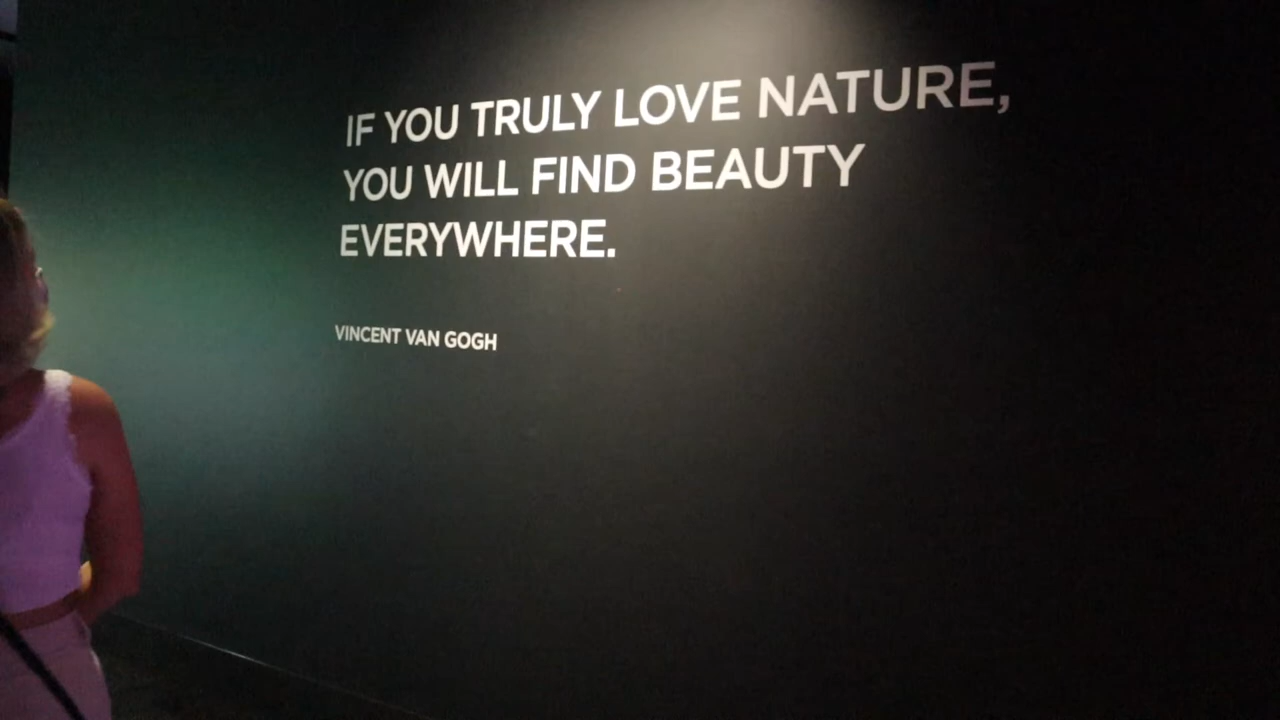 IF YOU TRULY LOVE NATURE,
YOU WILL FIND BEAUTY
EVERYWHERE.
VINCENT VAN GOGH